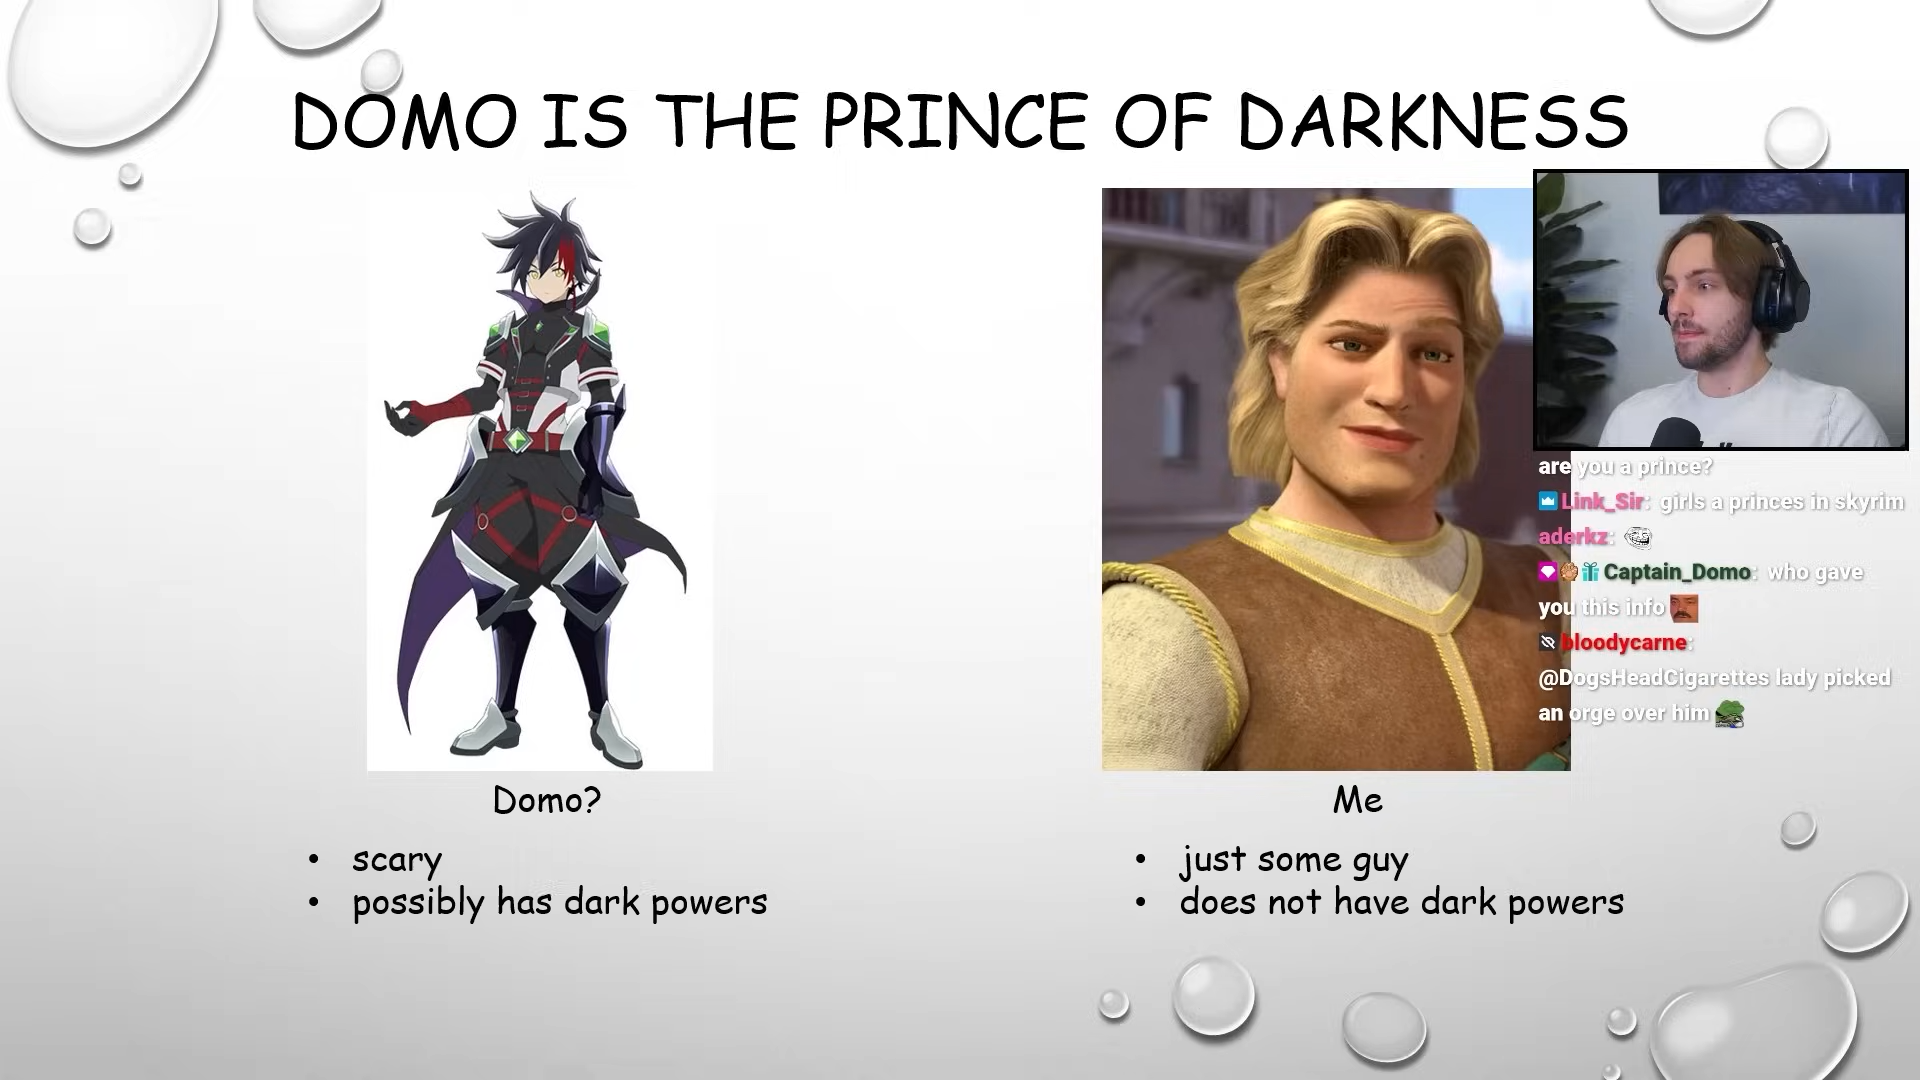 DOMO IS THE PRINCE OF DARKNESS
Domo?
• scary
• possibly has dark powers
Me
• just some guy
• does not have dark powers
are you a prince?
Link_Sir: girls a princes in skyrim
aderkz:
Captain_Domo: who gave
you this info
bloodycarne:
@DogsHeadCigarettes lady picked
an orge over him